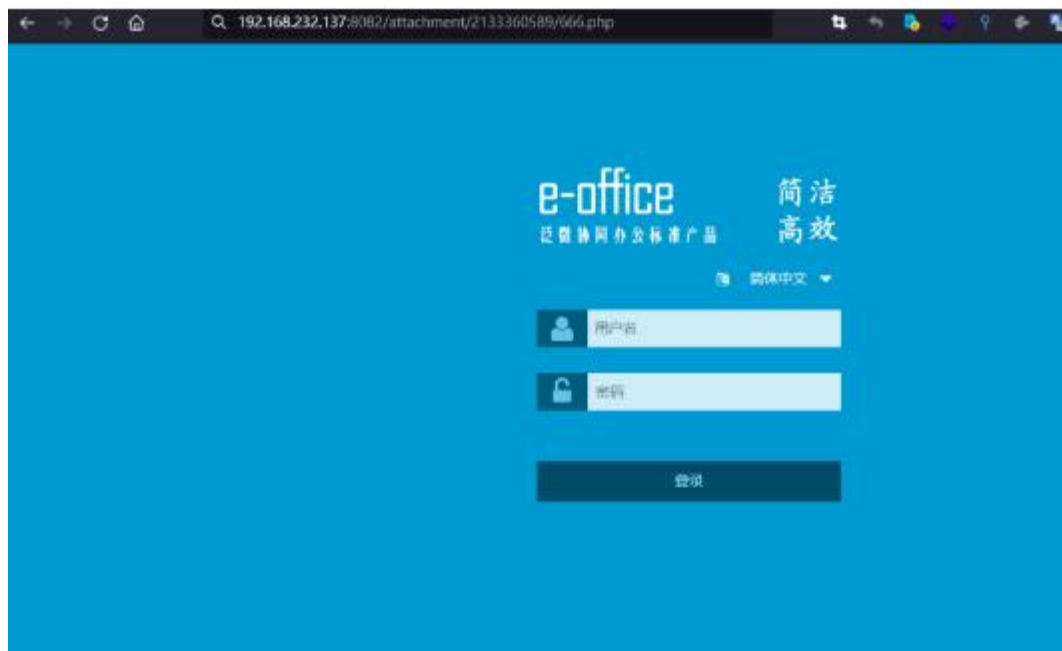 192.168.232.137:8082/attachment/2133360589/666.php
e-office
简洁
高效
泛微协同办公标准产品
简体中文
用户名
密码
登录